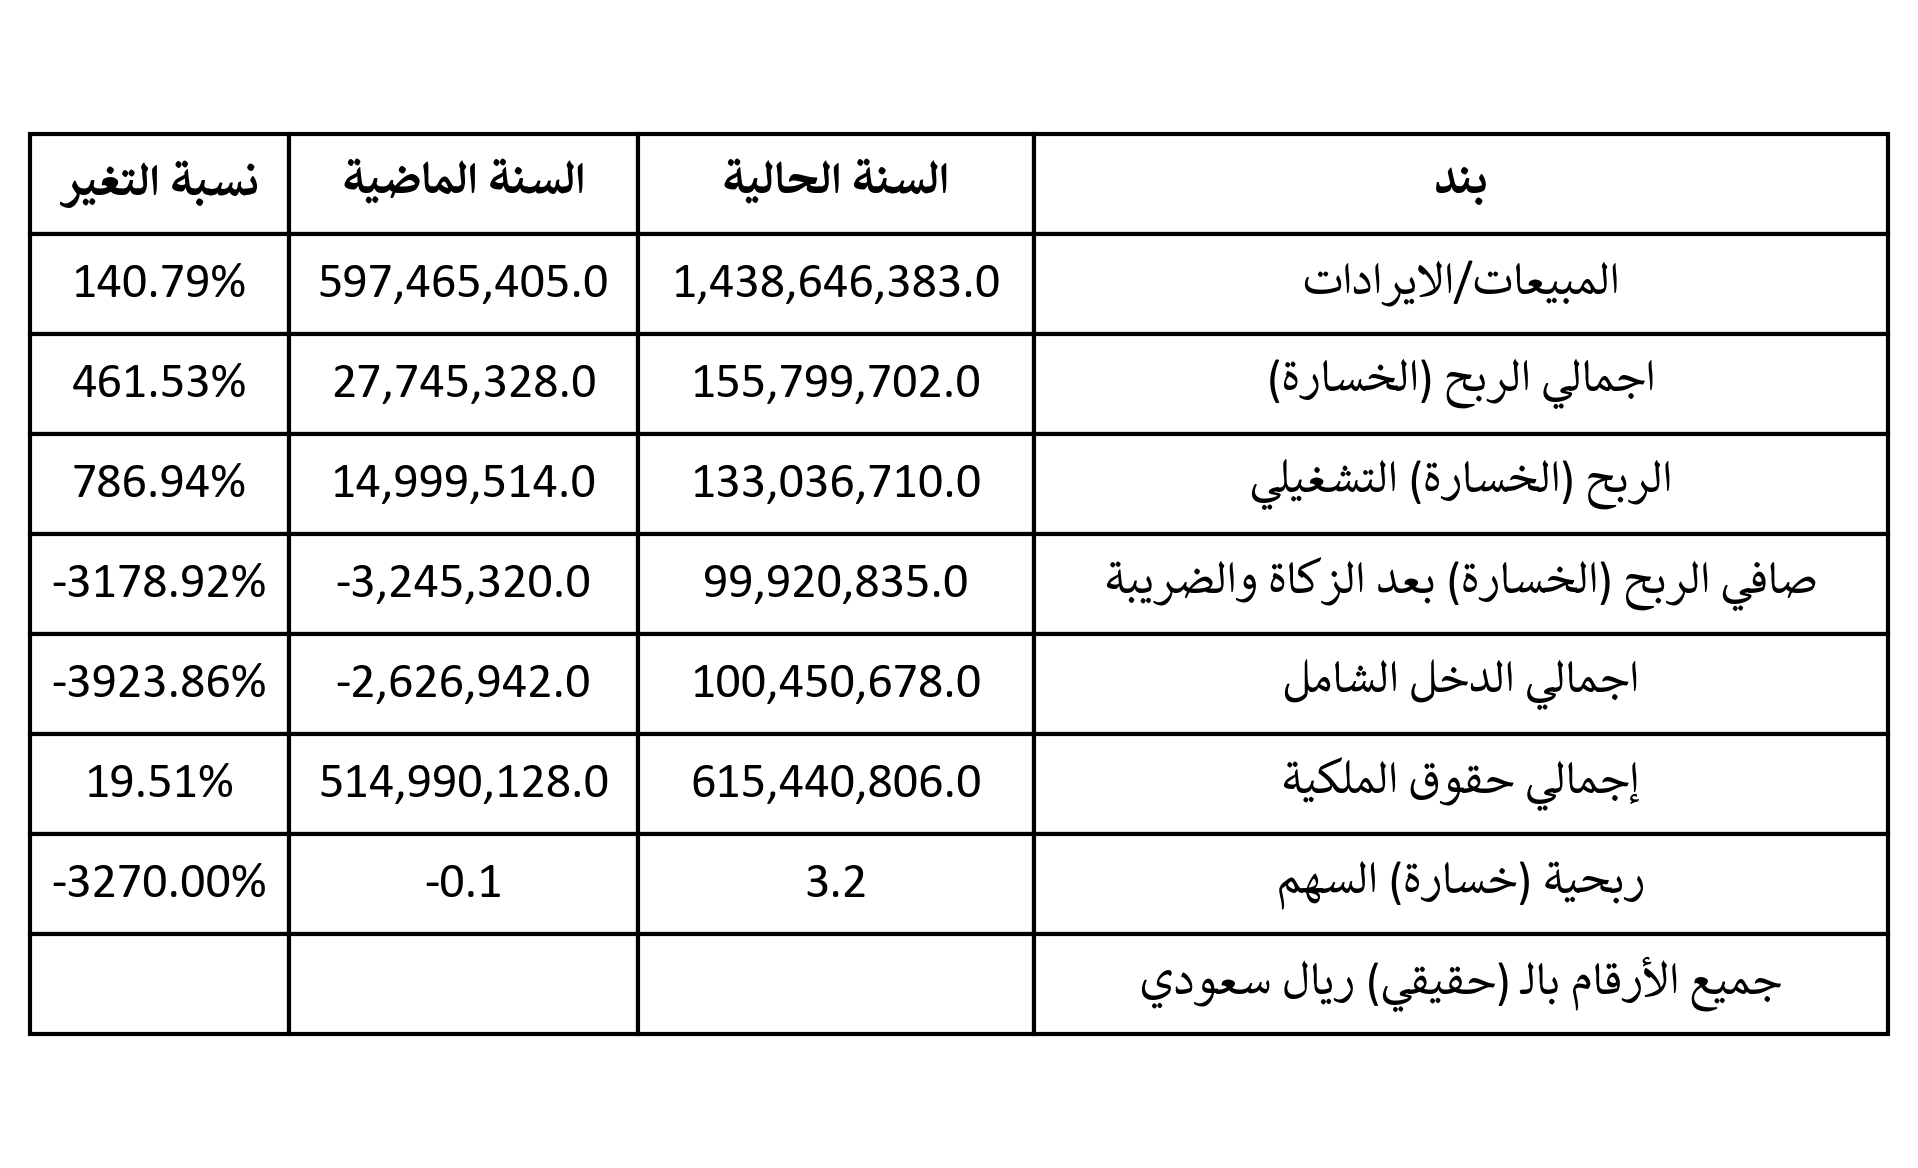 بند السنة الحالية السنة الماضية نسبة التغير
المبيعات/الايرادات 1,438,646,383.0 597,465,405.0 140.79%
اجمالي الربح (الخسارة) 155,799,702.0 27,745,328.0 461.53%
الربح (الخسارة) التشغيلي 133,036,710.0 14,999,514.0 786.94%
صافي الربح (الخسارة) بعد الزكاة والضريبة 99,920,835.0 -3,245,320.0 -3178.92%
اجمالي الدخل الشامل 100,450,678.0 -2,626,942.0 -3923.86%
إجمالي حقوق الملكية 615,440,806.0 514,990,128.0 19.51%
ربحية (خسارة) السهم 3.2 -0.1 -3270.00%
جميع الأرقام بالـ (حقيقي) ريال سعودي